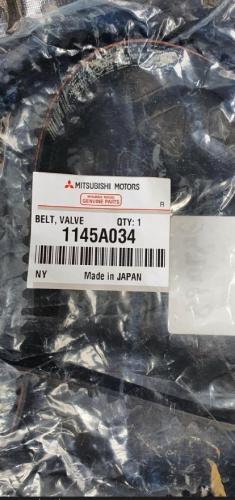 MITSUBISHI MOTORS
GENUINE PARTS
R
BELT, VALVE QTY: 1
1145A034
NY Made in JAPAN